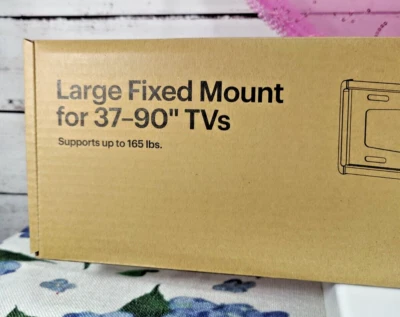 Large Fixed Mount
for 37–90" TVs
Supports up to 165 lbs.